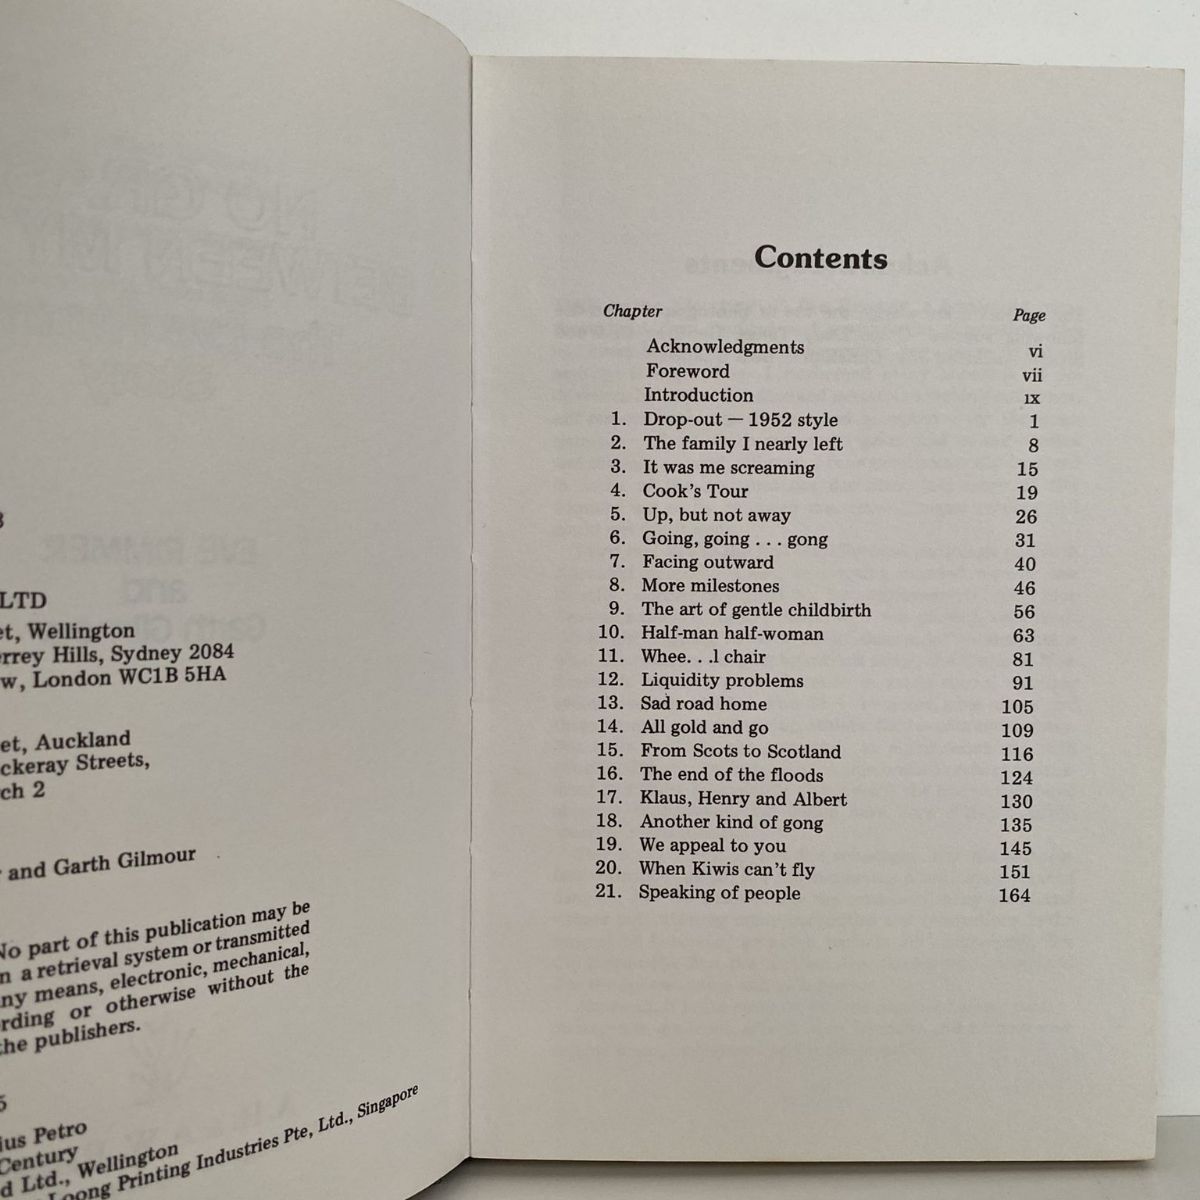 3
LTD
et, Wellington
rrey Hills, Sydney 2084
w, London WC1B 5HA
et, Auckland
ckeray Streets,
ch 2
and Garth Gilmour
No part of this publication may be
n a retrieval system or transmitted
ny means, electronic, mechanical,
rding or otherwise without the
the publishers.
5
ius Petro
Century
d Ltd., Wellington
Loong Printing Industries Pte, Ltd., Singapore
Contents
Chapter Page
Acknowledgments vi
Foreword vii
Introduction ix
1. Drop-out — 1952 style 1
2. The family I nearly left 8
3. It was me screaming 15
4. Cook's Tour 19
5. Up, but not away 26
6. Going, going . . . gong 31
7. Facing outward 40
8. More milestones 46
9. The art of gentle childbirth 56
10. Half-man half-woman 63
11. Whee. . .l chair 81
12. Liquidity problems 91
13. Sad road home 105
14. All gold and go 109
15. From Scots to Scotland 116
16. The end of the floods 124
17. Klaus, Henry and Albert 130
18. Another kind of gong 135
19. We appeal to you 145
20. When Kiwis can't fly 151
21. Speaking of people 164